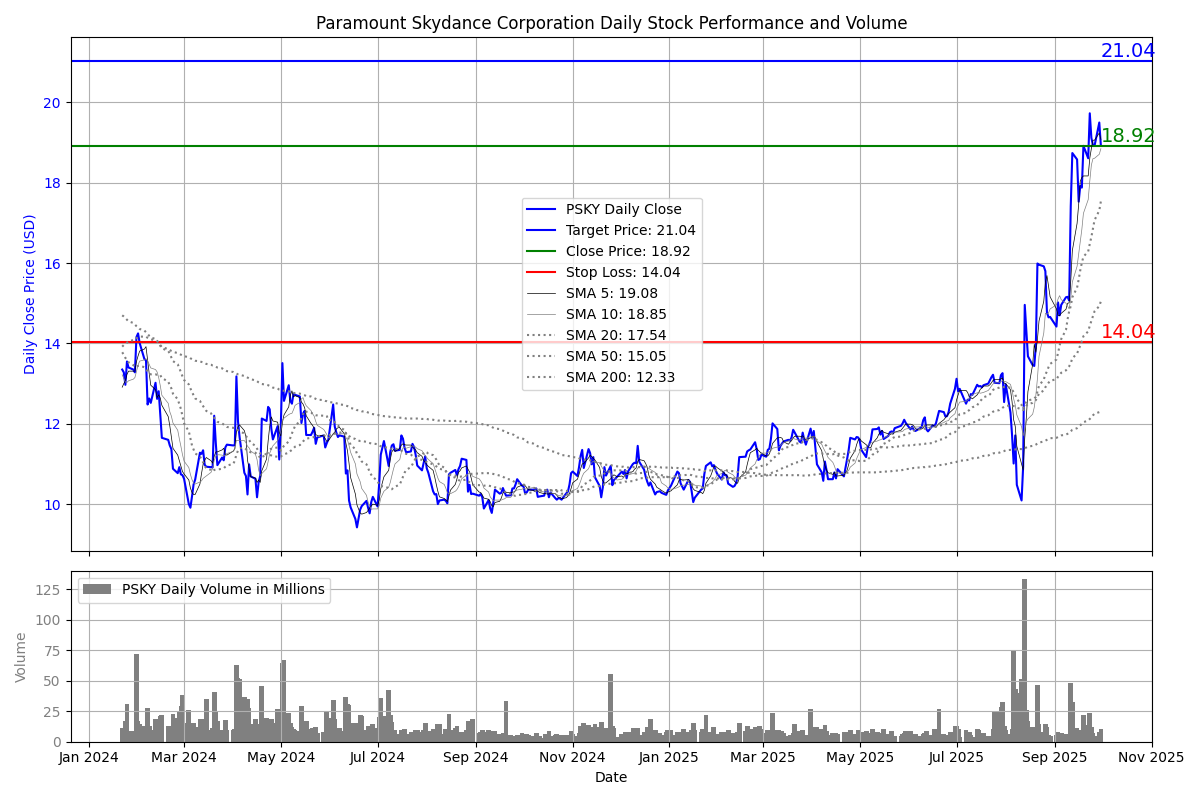 Paramount Skydance Corporation Daily Stock Performance and Volume
21.04
20
18.92
18
PSKY Daily Close
Target Price: 21.04
Close Price: 18.92
Stop Loss: 14.04
SMA 5: 19.08
SMA 10: 18.85
SMA 20: 17.54
SMA 50: 15.05
SMA 200: 12.33
16
14.04
14
12
10
Daily Close Price (USD)
PSKY Daily Volume in Millions
125
100
75
50
25
0
Volume
Jan 2024 Mar 2024 May 2024 Jul 2024 Sep 2024 Nov 2024 Jan 2025 Mar 2025 May 2025 Jul 2025 Sep 2025 Nov 2025
Date